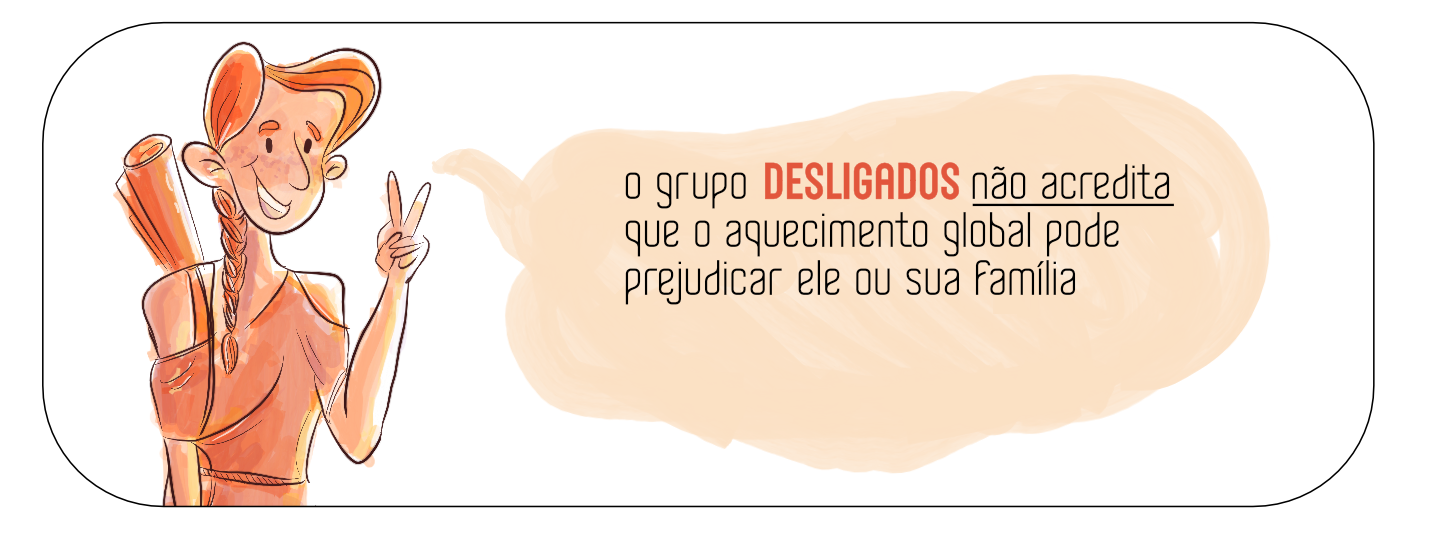 o grupo DESLIGADOS não acredita
que o aquecimento global pode
prejudicar ele ou sua família